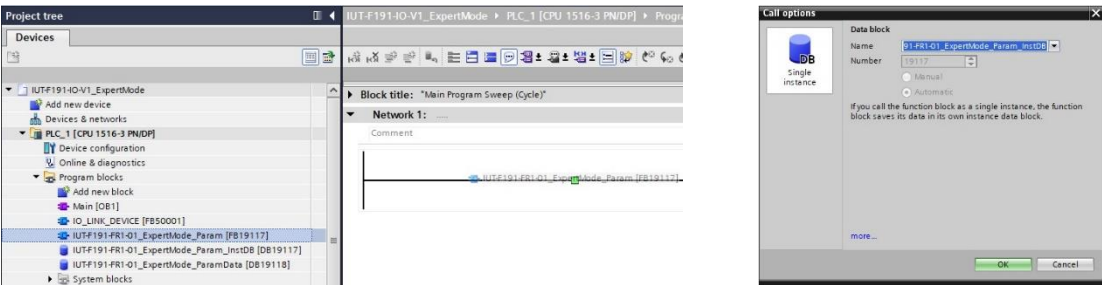 Project tree
Devices
IUT-F191-IO-V1_ExpertMode
Add new device
Devices & networks
PLC_1 [CPU 1516-3 PN/DP]
Device configuration
Online & diagnostics
Program blocks
Add new block
Main [OB1]
IO_LINK_DEVICE [FB50001]
IUT-F191-FR1-01_ExpertMode_Param [FB19117]
IUT-F191-FR1-01_ExpertMode_Param_InstDB [DB19117]
IUT-F191-FR1-01_ExpertMode_ParamData [DB19118]
System blocks
IUT-F191-IO-V1_ExpertMode ▸ PLC_1 [CPU 1516-3 PN/DP] ▸ Progra
Block title: "Main Program Sweep (Cycle)"
Network 1: .....
Comment
IUT-F191-FR1-01_ExpertMode_Param [FB19117]
Call options
DB
Single
instance
Data block
Name 91-FR1-01_ExpertMode_Param_InstDB
Number 19117
Manual
Automatic
If you call the function block as a single instance, the function
block saves its data in its own instance data block.
more...
OK Cancel